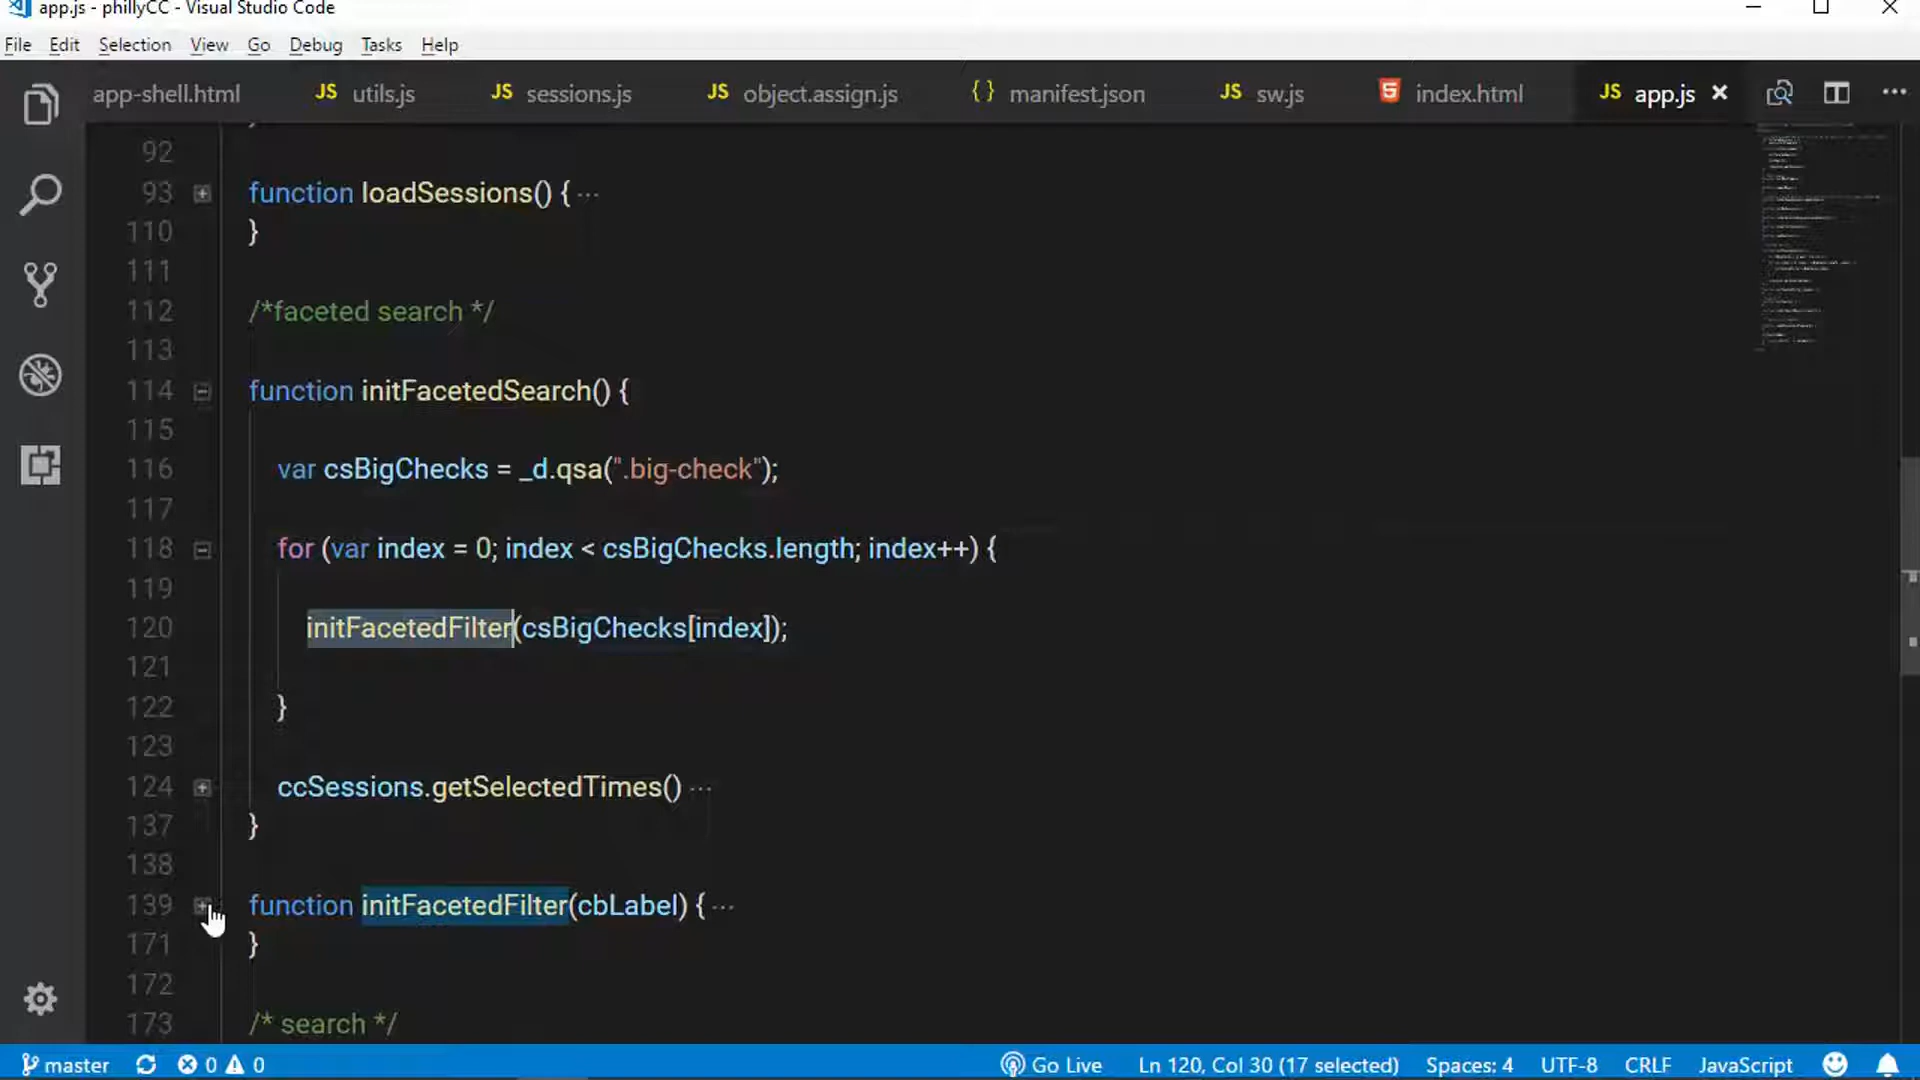 app.js - phillyCC - Visual Studio Code
File Edit Selection View Go Debug Tasks Help
app-shell.html JS utils.js JS sessions.js JS object.assign.js {} manifest.json JS sw.js 5 index.html JS app.js
92
93 function loadSessions() { ...
110 }
111
112 /*faceted search */
113
114 function initFacetedSearch() {
115
116 var csBigChecks = _d.qsa(".big-check");
117
118 for (var index = 0; index < csBigChecks.length; index++) {
119
120 initFacetedFilter(csBigChecks[index]);
121
122 }
123
124 ccSessions.getSelectedTimes() ...
137 }
138
139 function initFacetedFilter(cbLabel) { ...
171 }
172
173 /* search */
master 0 0 Go Live Ln 120, Col 30 (17 selected) Spaces: 4 UTF-8 CRLF JavaScript